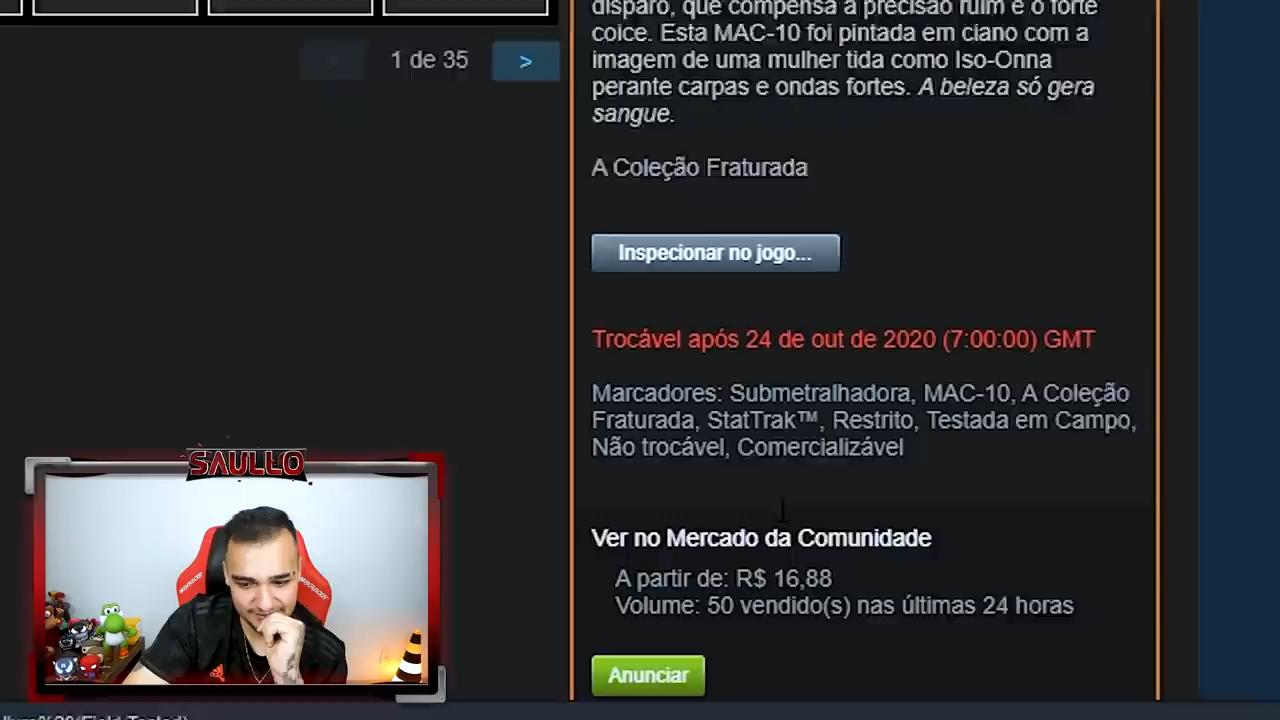 disparo, que compensa a precisão ruim e o forte
coice. Esta MAC-10 foi pintada em ciano com a
imagem de uma mulher tida como Iso-Onna
perante carpas e ondas fortes. A beleza só gera
sangue.
A Coleção Fraturada
1 de 35
>
Inspecionar no jogo...
Trocável após 24 de out de 2020 (7:00:00) GMT
Marcadores: Submetralhadora, MAC-10, A Coleção
Fraturada, StatTrak™, Restrito, Testada em Campo,
Não trocável, Comercializável
Ver no Mercado da Comunidade
A partir de: R$ 16,88
Volume: 50 vendido(s) nas últimas 24 horas
Anunciar
SAULLO